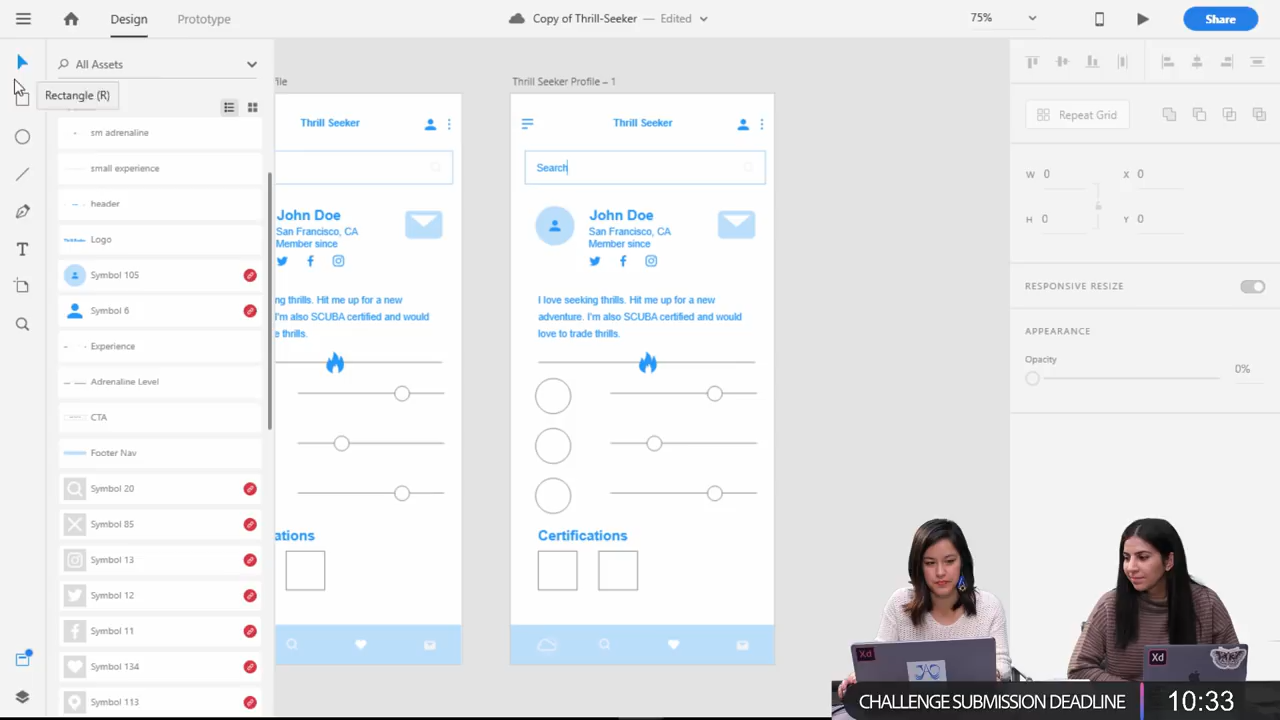 Design
Prototype
Copy of Thrill-Seeker — Edited
75%
Share
All Assets
Rectangle (R)
sm adrenaline
small experience
header
Logo
Symbol 105
Symbol 6
Experience
Adrenaline Level
CTA
Footer Nav
Symbol 20
Symbol 85
Symbol 13
Symbol 12
Symbol 11
Symbol 134
Symbol 113
file
Thrill Seeker
John Doe
San Francisco, CA
Member since
ng thrills. Hit me up for a new
I'm also SCUBA certified and would
e thrills.
ations
Thrill Seeker Profile – 1
Thrill Seeker
Search
John Doe
San Francisco, CA
Member since
I love seeking thrills. Hit me up for a new
adventure. I'm also SCUBA certified and would
love to trade thrills.
Certifications
Repeat Grid
W 0
X 0
H 0
Y 0
RESPONSIVE RESIZE
APPEARANCE
Opacity
0%
Xd
Xd
CHALLENGE SUBMISSION DEADLINE
10:33